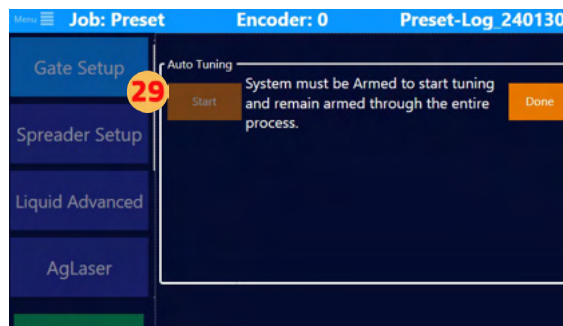 Menu Job: Preset Encoder: 0 Preset-Log_240130
Gate Setup
Spreader Setup
Liquid Advanced
AgLaser
Auto Tuning
29
Start
System must be Armed to start tuning
and remain armed through the entire
process.
Done